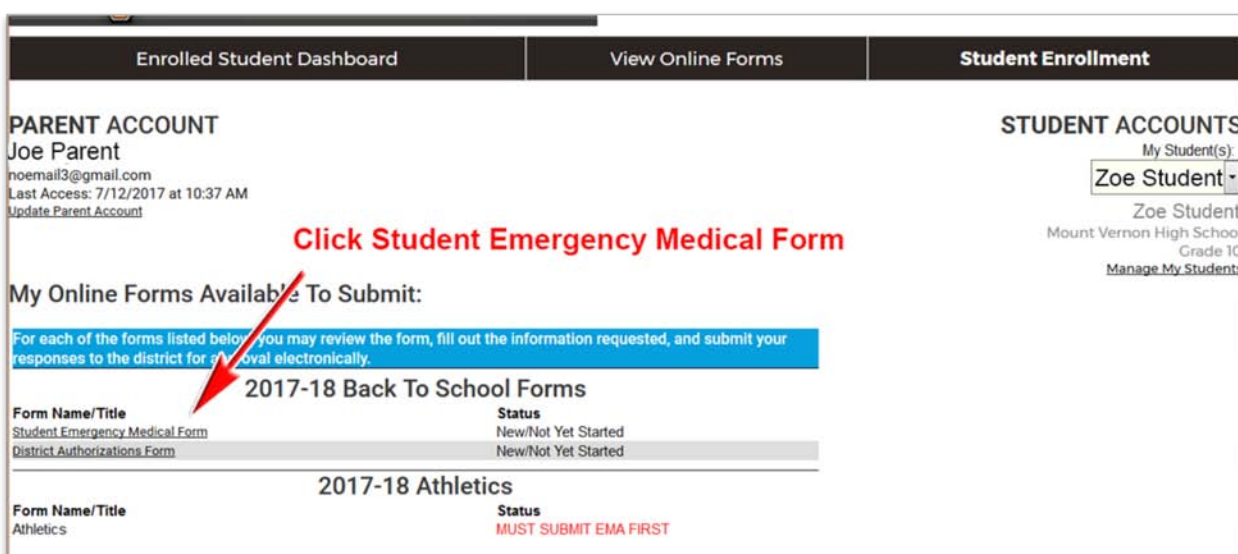 Enrolled Student Dashboard
View Online Forms
Student Enrollment
PARENT ACCOUNT
Joe Parent
noemail3@gmail.com
Last Access: 7/12/2017 at 10:37 AM
Update Parent Account
STUDENT ACCOUNTS
My Student(s):
Zoe Student
Zoe Student
Mount Vernon High School
Grade 10
Manage My Students
Click Student Emergency Medical Form
My Online Forms Available To Submit:
For each of the forms listed below, you may review the form, fill out the information requested, and submit your
responses to the district for approval electronically.
2017-18 Back To School Forms
Form Name/Title Status
Student Emergency Medical Form New/Not Yet Started
District Authorizations Form New/Not Yet Started
2017-18 Athletics
Form Name/Title Status
Athletics MUST SUBMIT EMA FIRST